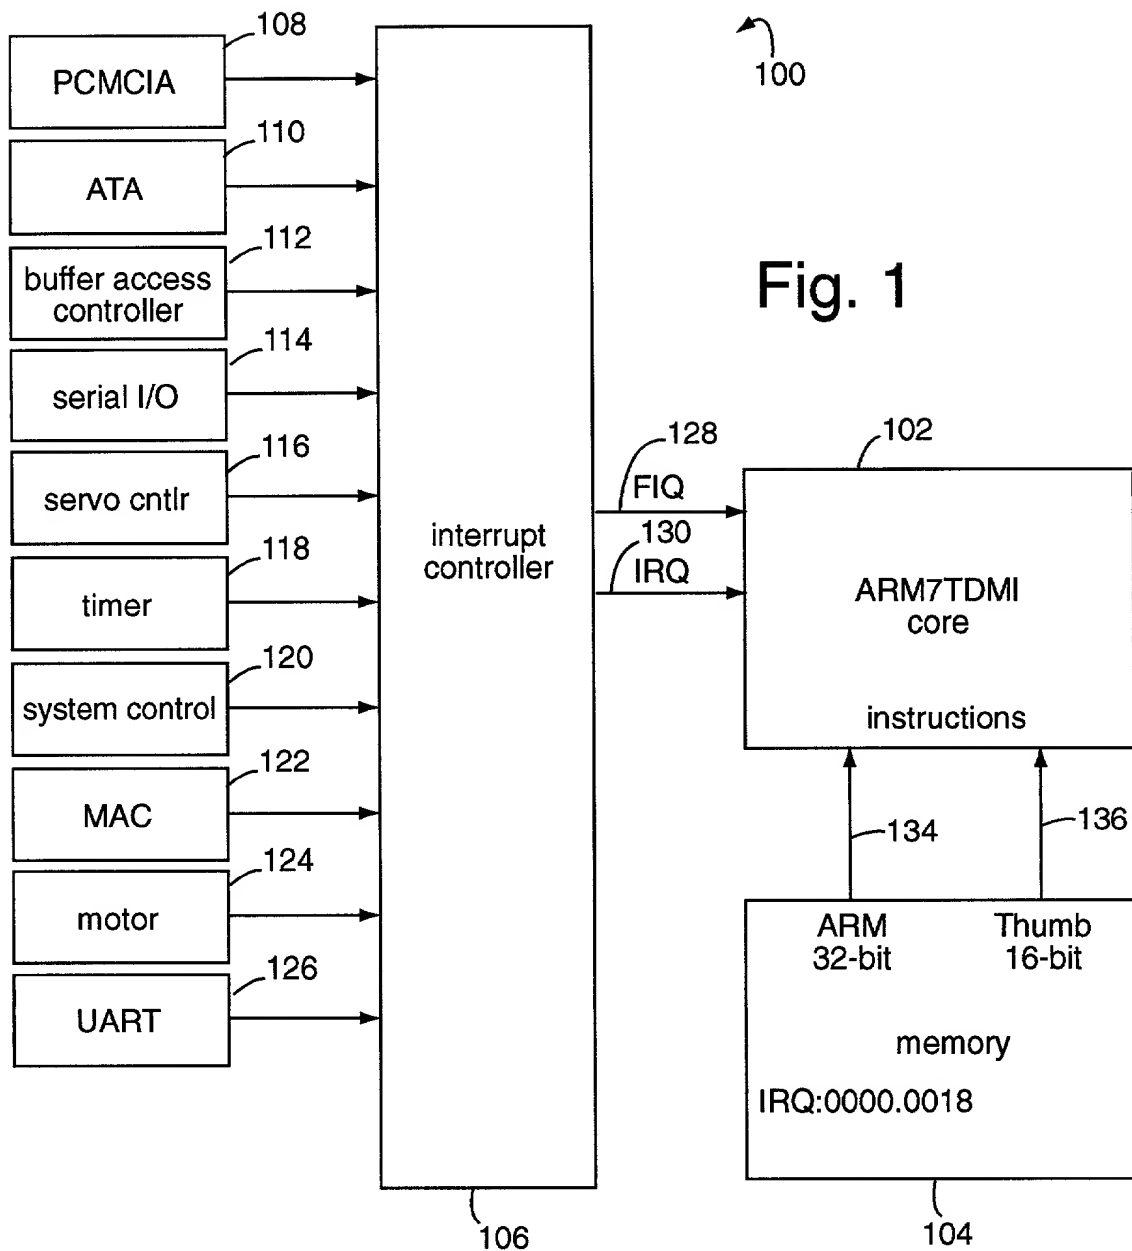 108
PCMCIA
100
110
ATA
112
buffer access
controller
Fig. 1
114
serial I/O
116
servo cntlr
128
102
FIQ
interrupt
controller
130
IRQ
ARM7TDMI
core
118
timer
120
system control
instructions
122
MAC
134
136
124
motor
ARM
32-bit
Thumb
16-bit
126
UART
memory
IRQ:0000.0018
106
104